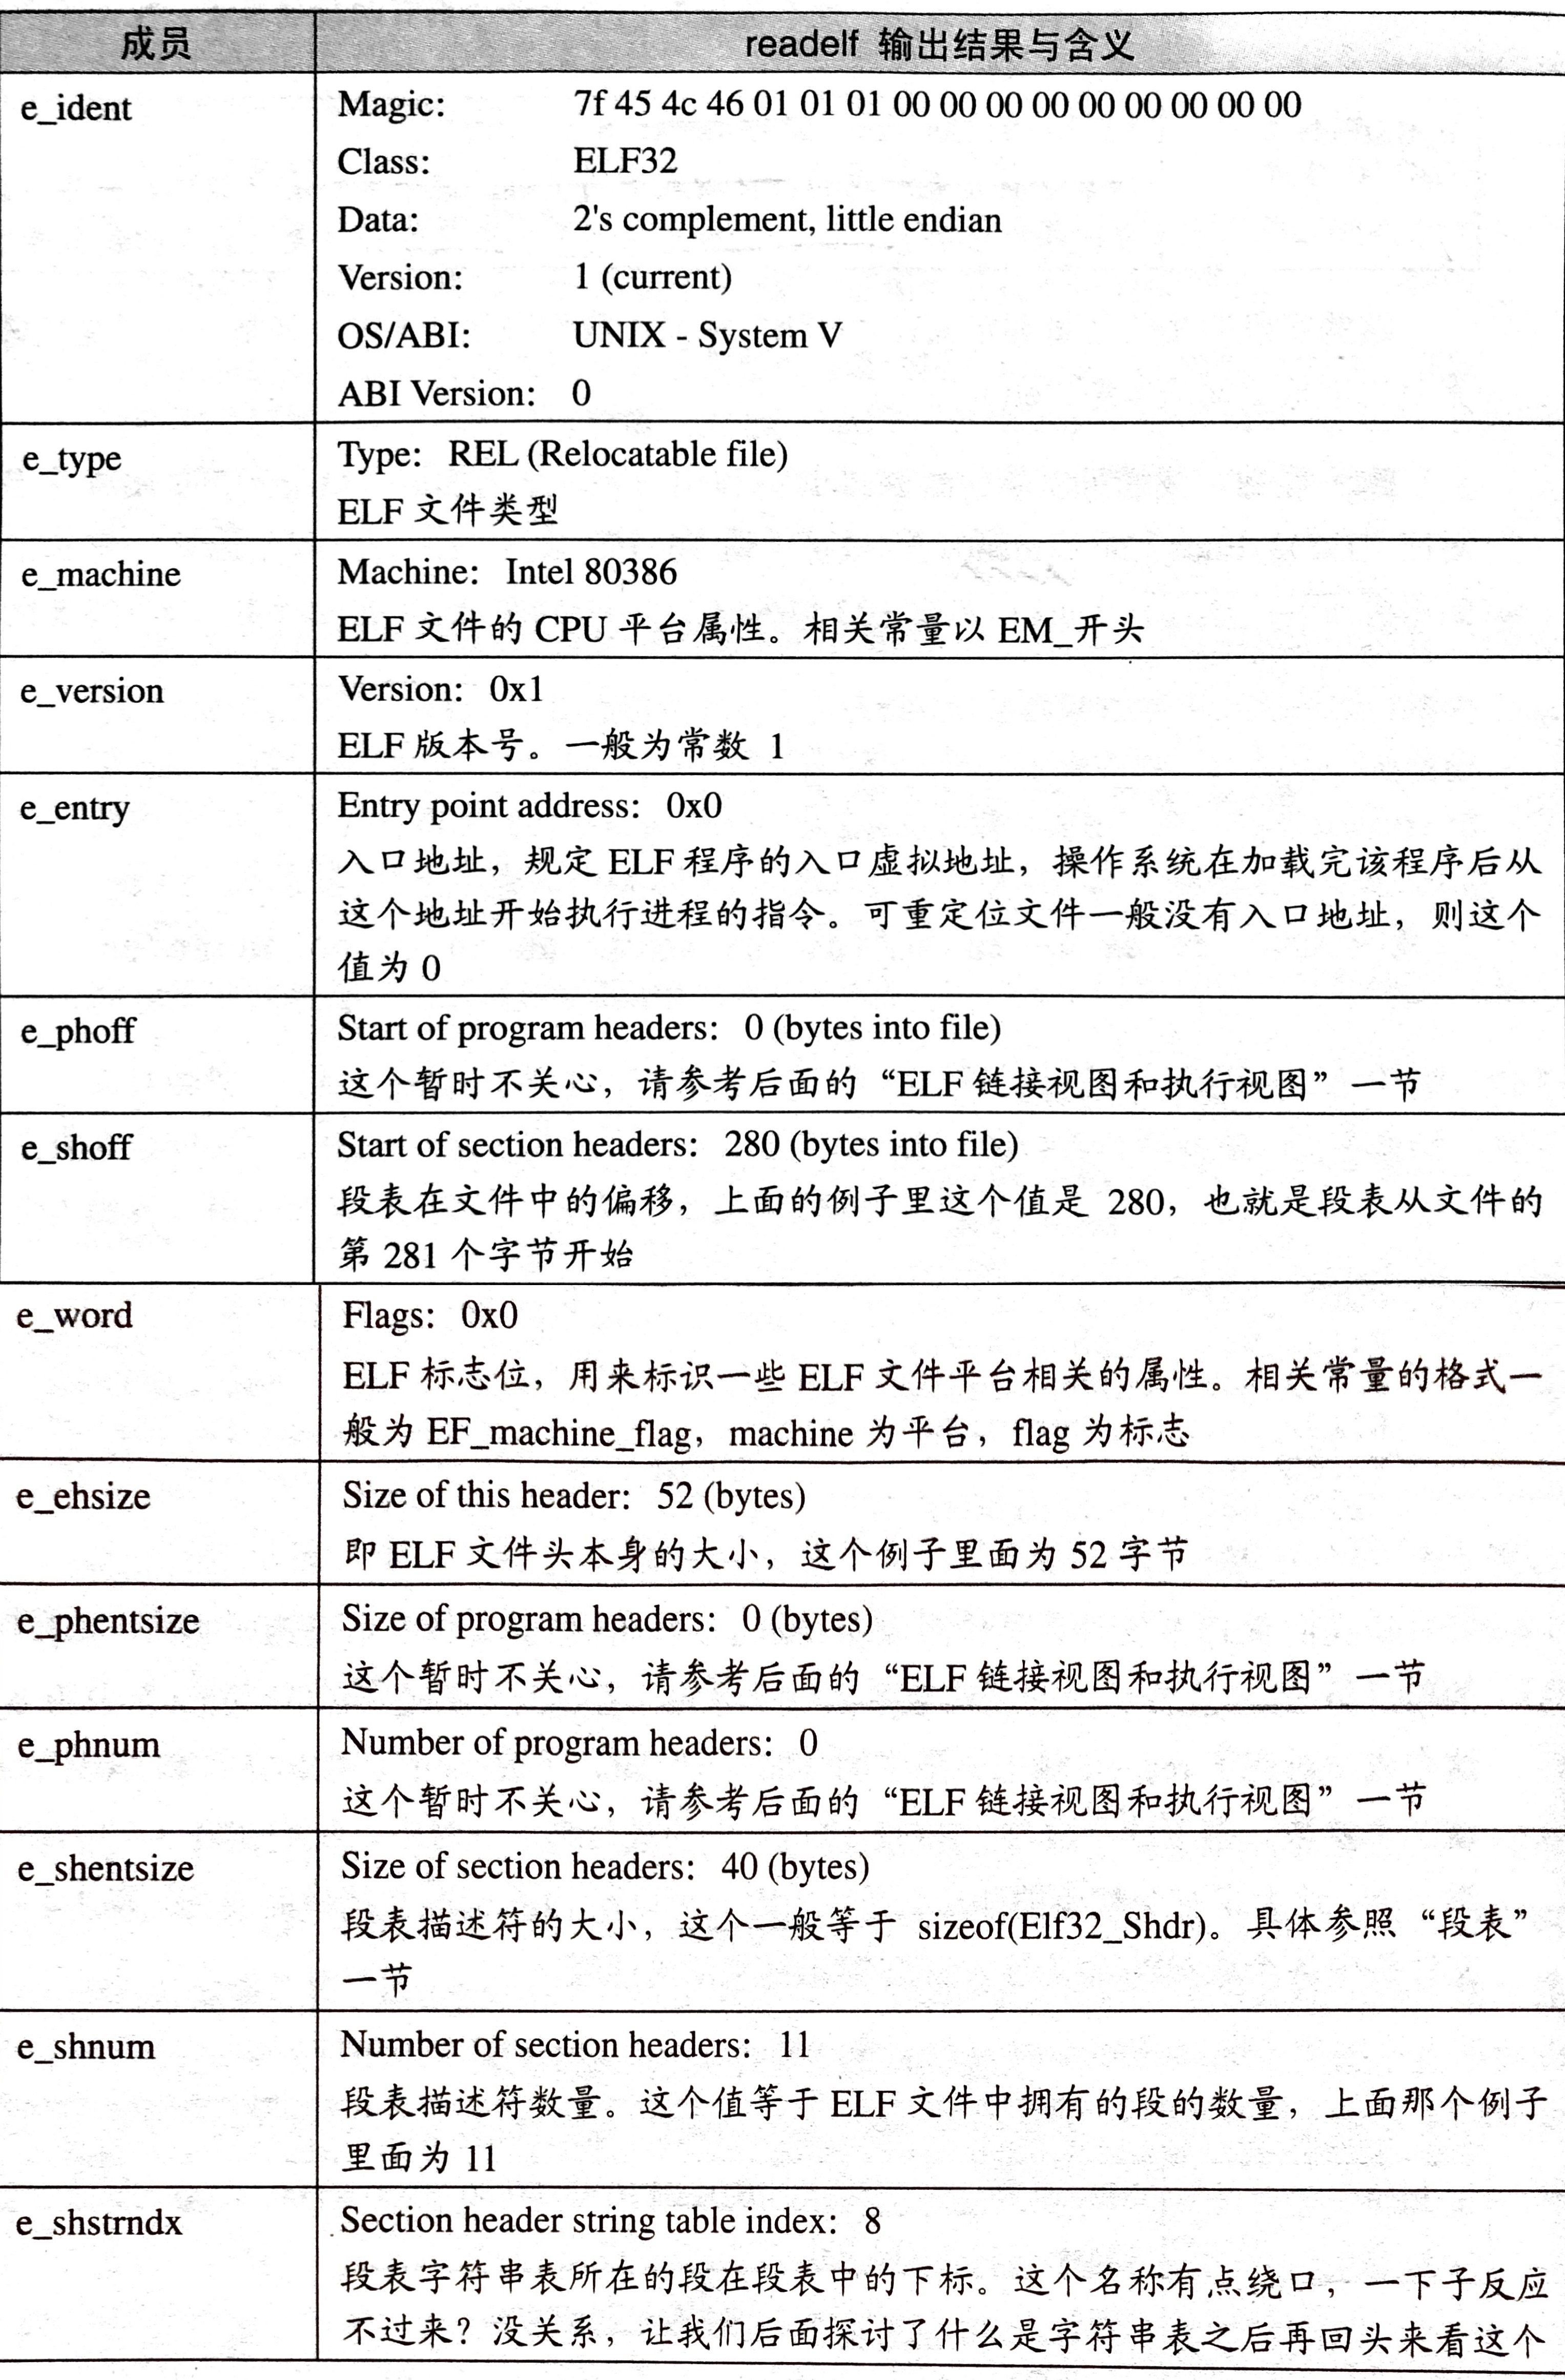 成员 readelf 输出结果与含义
e_ident Magic: 7f 45 4c 46 01 01 01 00 00 00 00 00 00 00 00 00
Class: ELF32
Data: 2's complement, little endian
Version: 1 (current)
OS/ABI: UNIX - System V
ABI Version: 0
e_type Type: REL (Relocatable file)
ELF 文件类型
e_machine Machine: Intel 80386
ELF 文件的 CPU 平台属性。相关常量以 EM_开头
e_version Version: 0x1
ELF 版本号。一般为常数 1
e_entry Entry point address: 0x0
入口地址，规定 ELF 程序的入口虚拟地址，操作系统在加载完该程序后从
这个地址开始执行进程的指令。可重定位文件一般没有入口地址，则这个
值为 0
e_phoff Start of program headers: 0 (bytes into file)
这个暂时不关心，请参考后面的“ELF 链接视图和执行视图”一节
e_shoff Start of section headers: 280 (bytes into file)
段表在文件中的偏移，上面的例子里这个值是 280，也就是段表从文件的
第 281 个字节开始
e_word Flags: 0x0
ELF 标志位，用来标识一些 ELF 文件平台相关的属性。相关常量的格式一
般为 EF_machine_flag，machine 为平台，flag 为标志
e_ehsize Size of this header: 52 (bytes)
即 ELF 文件头本身的大小，这个例子里面为 52 字节
e_phentsize Size of program headers: 0 (bytes)
这个暂时不关心，请参考后面的“ELF 链接视图和执行视图”一节
e_phnum Number of program headers: 0
这个暂时不关心，请参考后面的“ELF 链接视图和执行视图”一节
e_shentsize Size of section headers: 40 (bytes)
段表描述符的大小，这个一般等于 sizeof(Elf32_Shdr)。具体参照“段表”
一节
e_shnum Number of section headers: 11
段表描述符数量。这个值等于 ELF 文件中拥有的段的数量，上面那个例子
里面为 11
e_shstrndx Section header string table index: 8
段表字符串表所在的段在段表中的下标。这个名称有点绕口，一下子反应
不过来？没关系，让我们后面探讨了什么是字符串表之后再回头来看这个